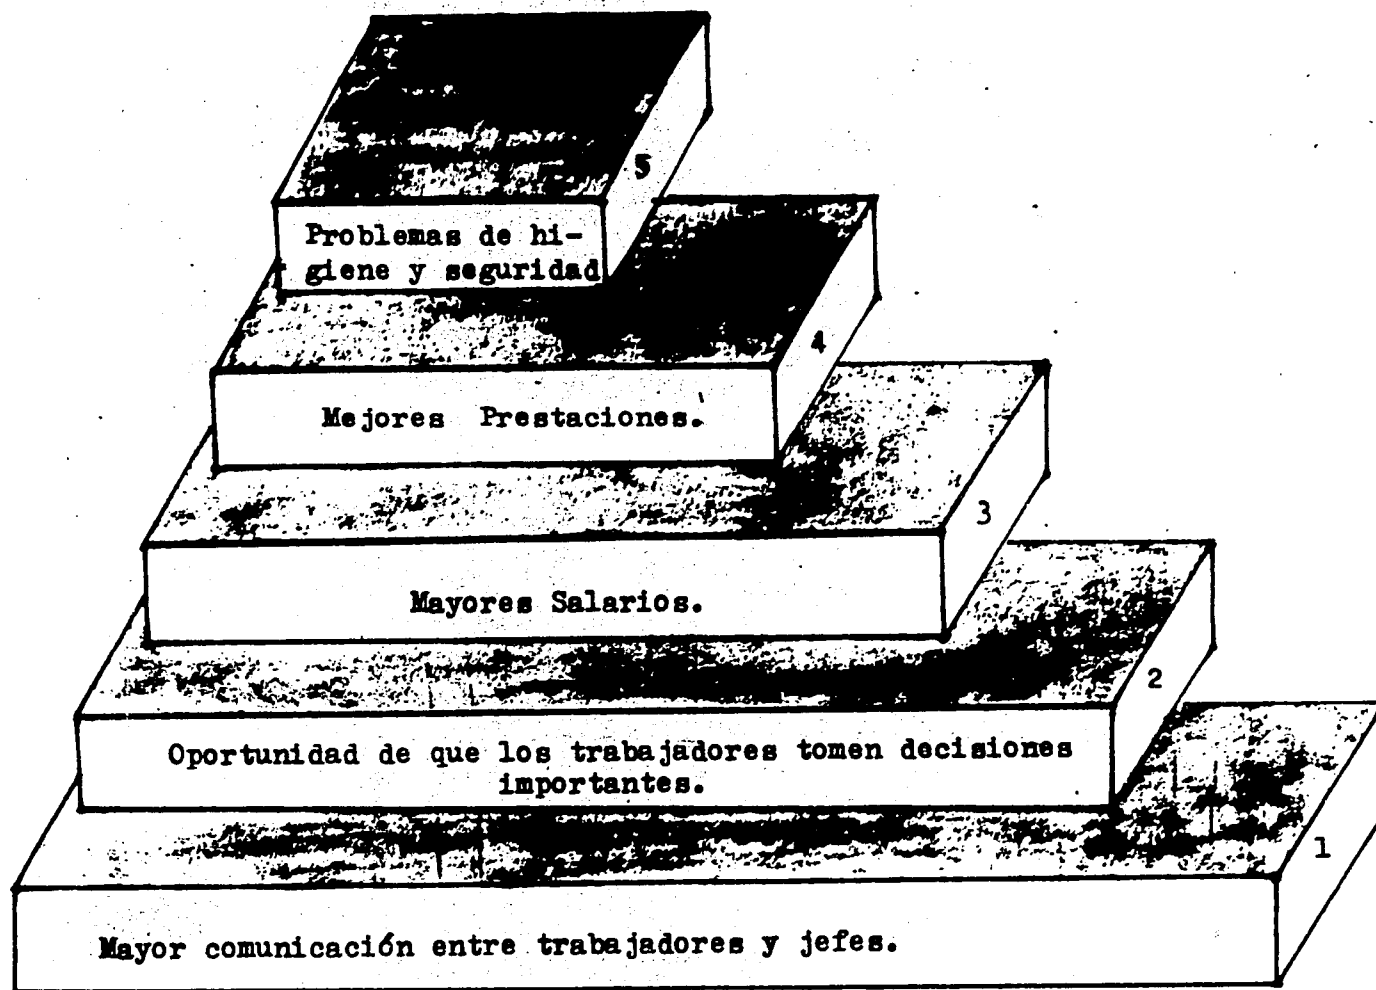 5
Problemas de hi-
giene y seguridad
4
Mejores Prestaciones.
3
Mayores Salarios.
2
Oportunidad de que los trabajadores tomen decisiones
importantes.
1
Mayor comunicación entre trabajadores y jefes.